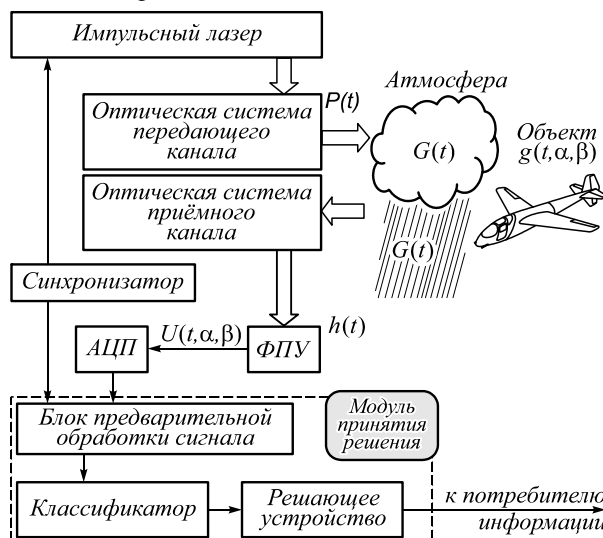 Импульсный лазер
Оптическая система
передающего
канала
P(t)
Атмосфера
G(t)
Объект
g(t,α,β)
Оптическая система
приёмного
канала
G(t)
Синхронизатор
АЦП
U(t,α,β)
ФПУ
h(t)
Блок предварительной
обработки сигнала
Модуль
принятия
решения
Классификатор
Решающее
устройство
к потребителю
информации